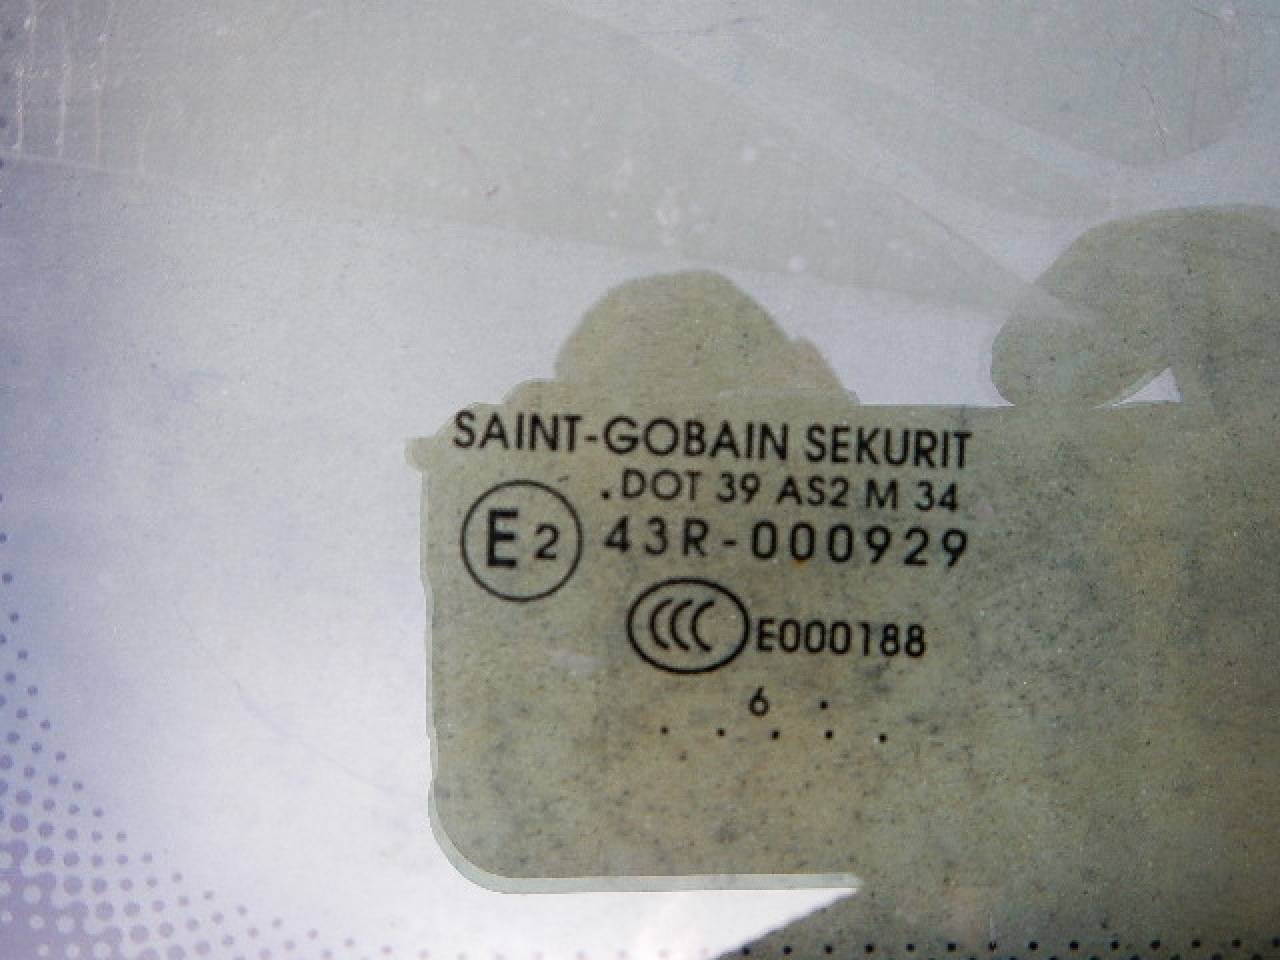 SAINT-GOBAIN SEKURIT
.DOT 39 AS2 M 34
E2 43R-000929
CCC E000188
6 .
. . . . .